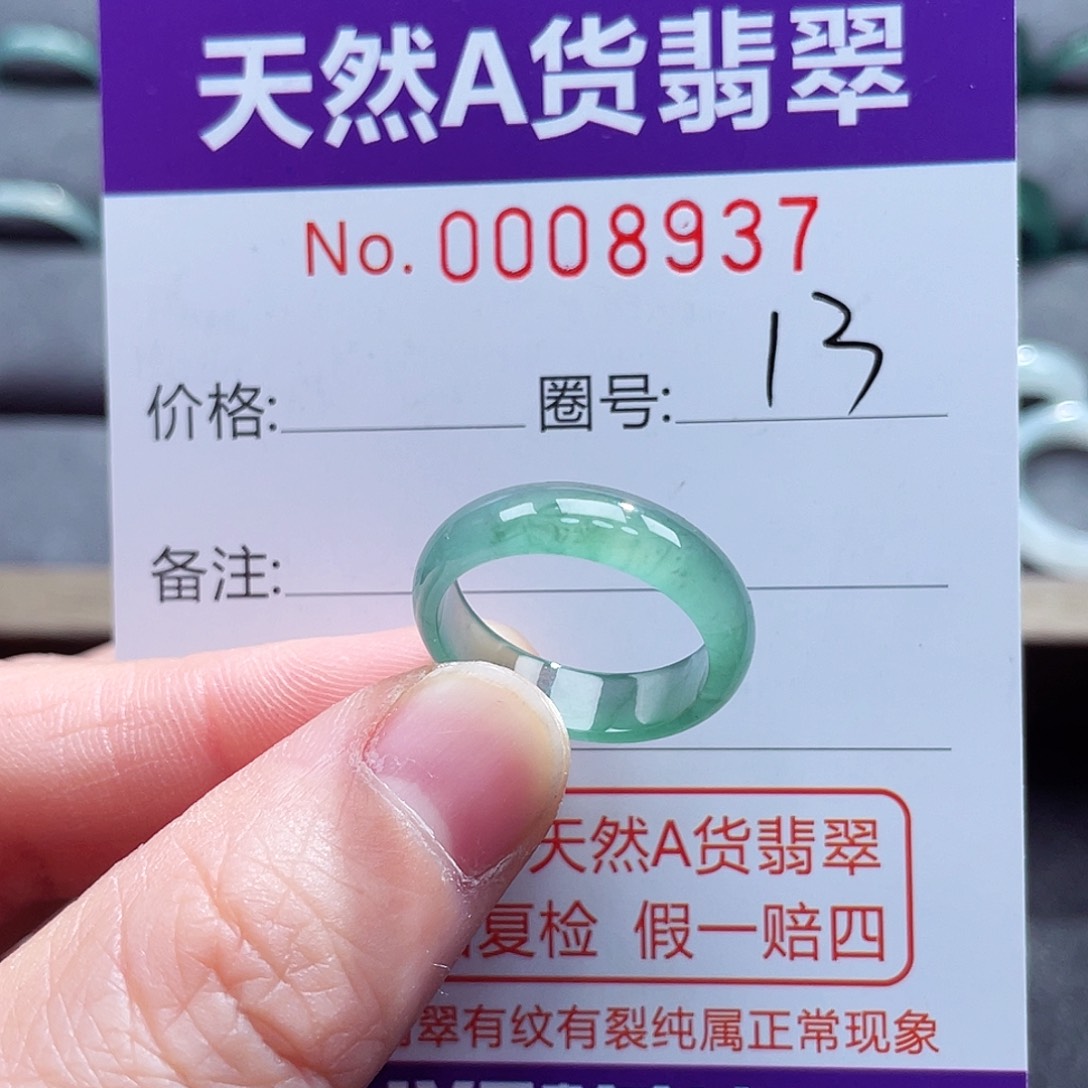 天然A货翡翠
No. 0008937
价格: 圈号: 13
备注:
天然A货翡翠
复检 假一赔四
翠有纹有裂纯属正常现象